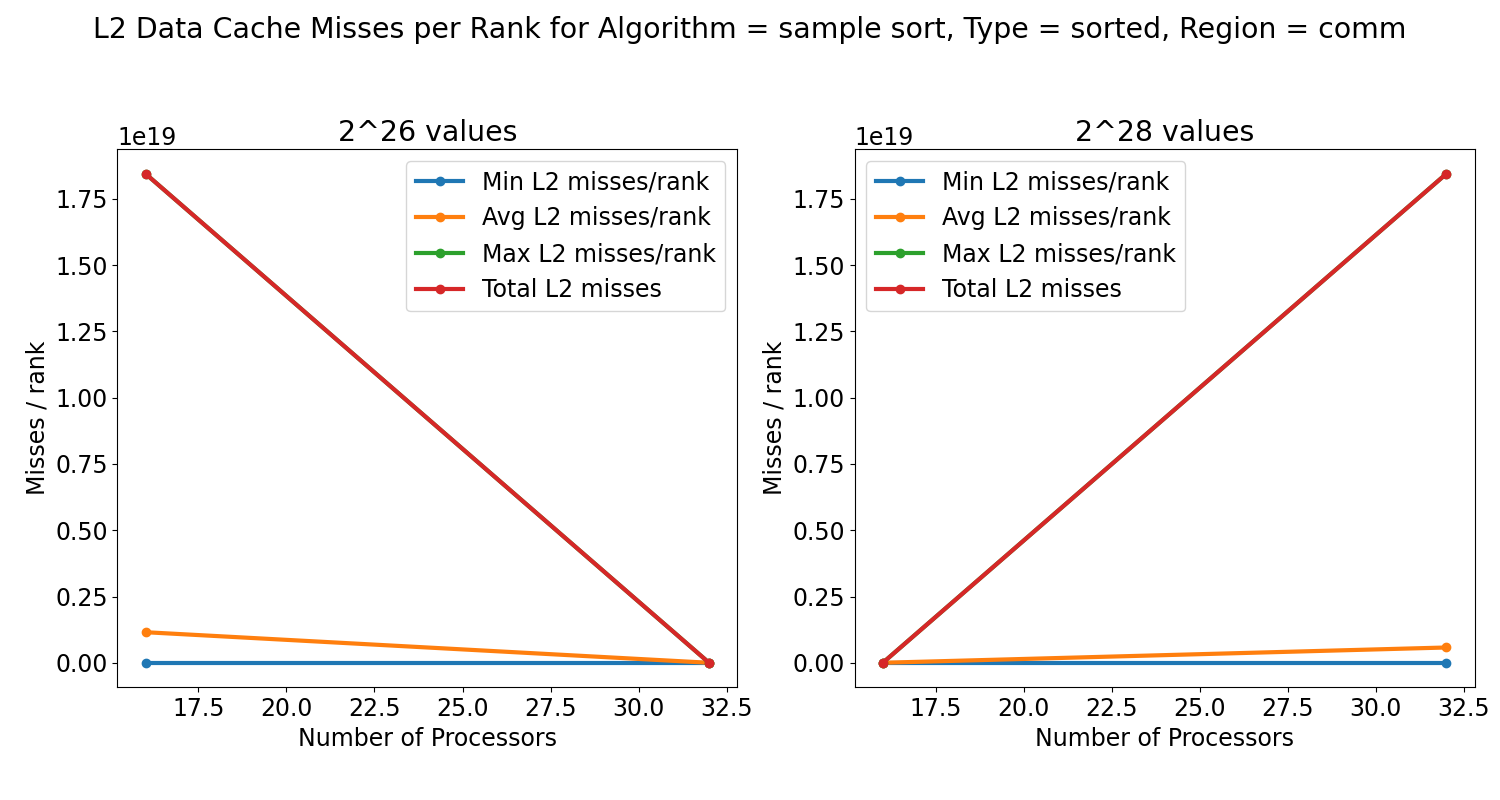 L2 Data Cache Misses per Rank for Algorithm = sample sort, Type = sorted, Region = comm
2^26 values
1e19
Min L2 misses/rank
Avg L2 misses/rank
Max L2 misses/rank
Total L2 misses
1.75
1.50
1.25
1.00
0.75
0.50
0.25
0.00
Misses / rank
17.5 20.0 22.5 25.0 27.5 30.0 32.5
Number of Processors
2^28 values
1e19
Min L2 misses/rank
Avg L2 misses/rank
Max L2 misses/rank
Total L2 misses
1.75
1.50
1.25
1.00
0.75
0.50
0.25
0.00
Misses / rank
17.5 20.0 22.5 25.0 27.5 30.0 32.5
Number of Processors